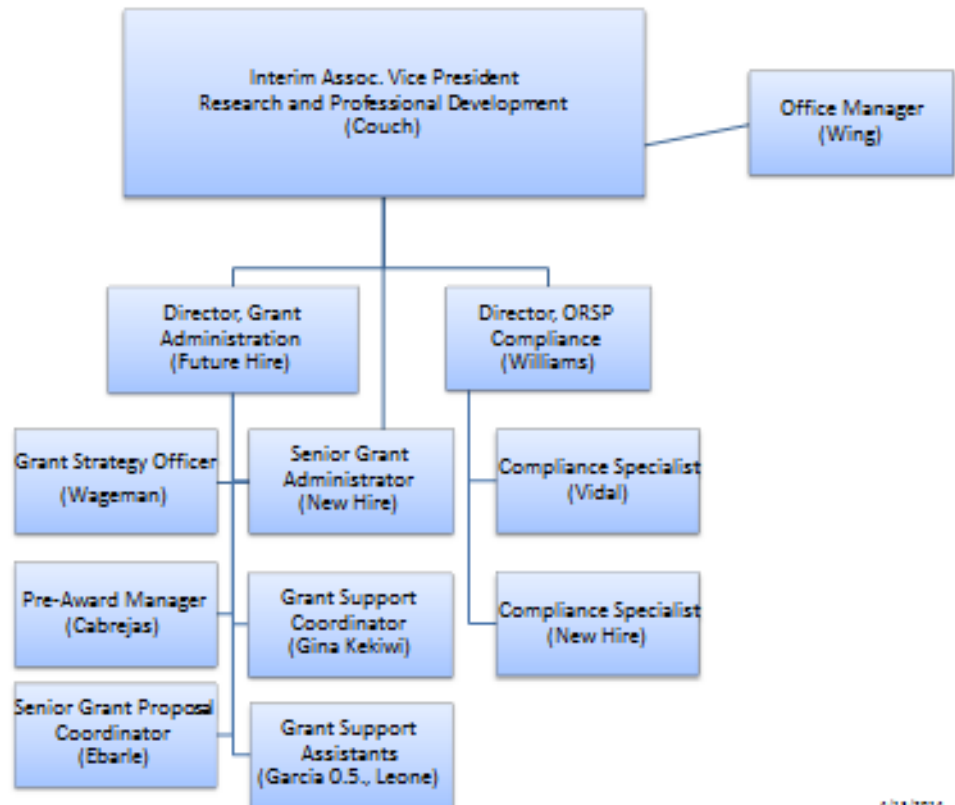 Interim Assoc. Vice President
Research and Professional Development
(Couch)
Office Manager
(Wing)
Director, Grant
Administration
(Future Hire)
Director, ORSP
Compliance
(Williams)
Grant Strategy Officer
(Wageman)
Senior Grant
Administrator
(New Hire)
Compliance Specialist
(Vidal)
Pre-Award Manager
(Cabrejas)
Grant Support
Coordinator
(Gina Kekiwi)
Compliance Specialist
(New Hire)
Senior Grant Proposal
Coordinator
(Ebarle)
Grant Support
Assistants
(Garcia 0.5., Leone)